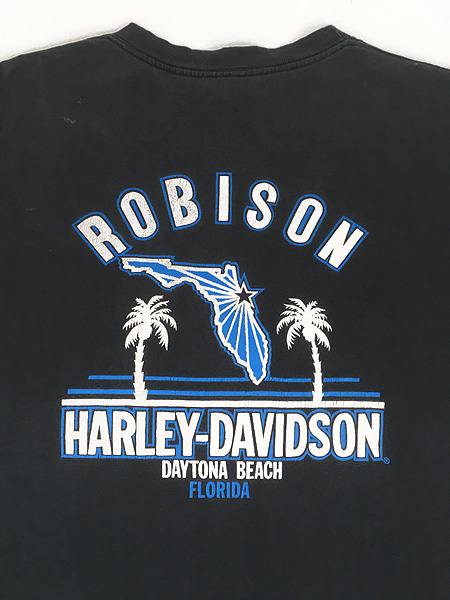 ROBISON
HARLEY-DAVIDSON®
DAYTONA BEACH
FLORIDA